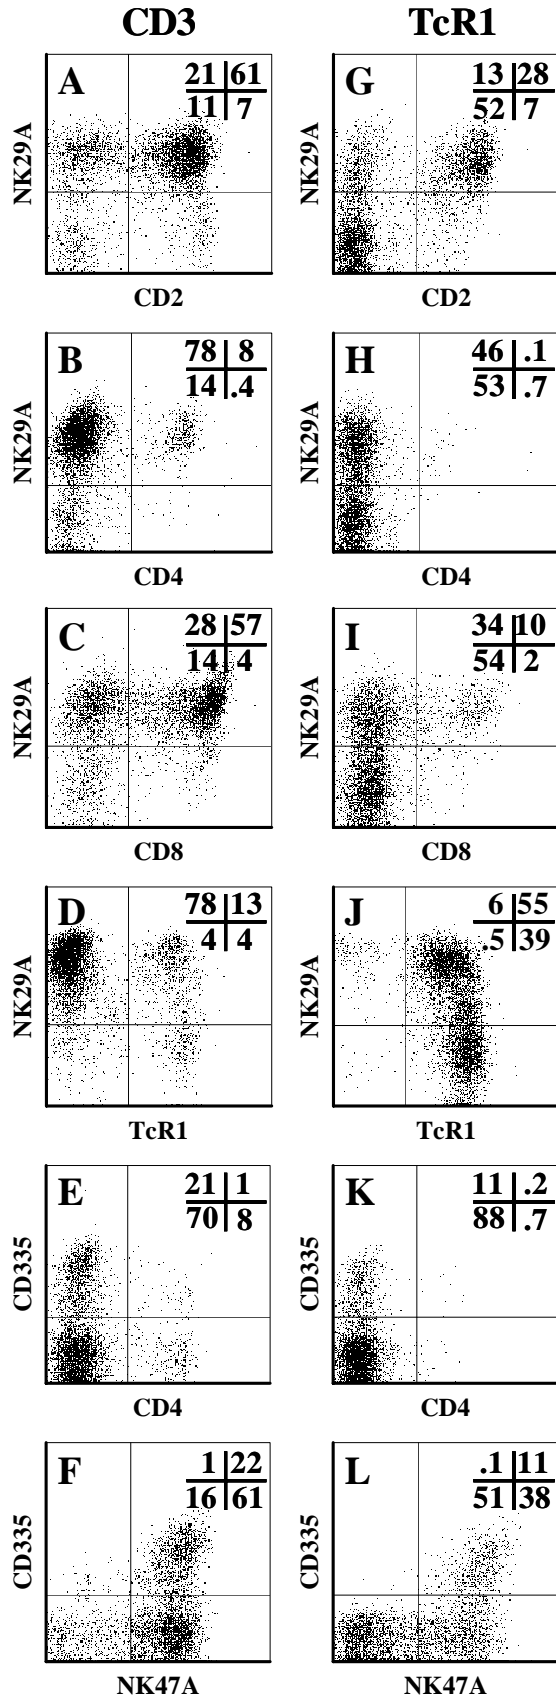 CD3 TcR1
A 21 61 G 13 28
11 7 52 7
NK29A NK29A
CD2 CD2
B 78 8 H 46 .1
14 .4 53 .7
NK29A NK29A
CD4 CD4
C 28 57 I 34 10
14 4 54 2
NK29A NK29A
CD8 CD8
D 78 13 J 6 55
4 4 .5 39
NK29A NK29A
TcR1 TcR1
E 21 1 K 11 .2
70 8 88 .7
CD335 CD335
CD4 CD4
F 1 22 L .1 11
16 61 51 38
CD335 CD335
NK47A NK47A